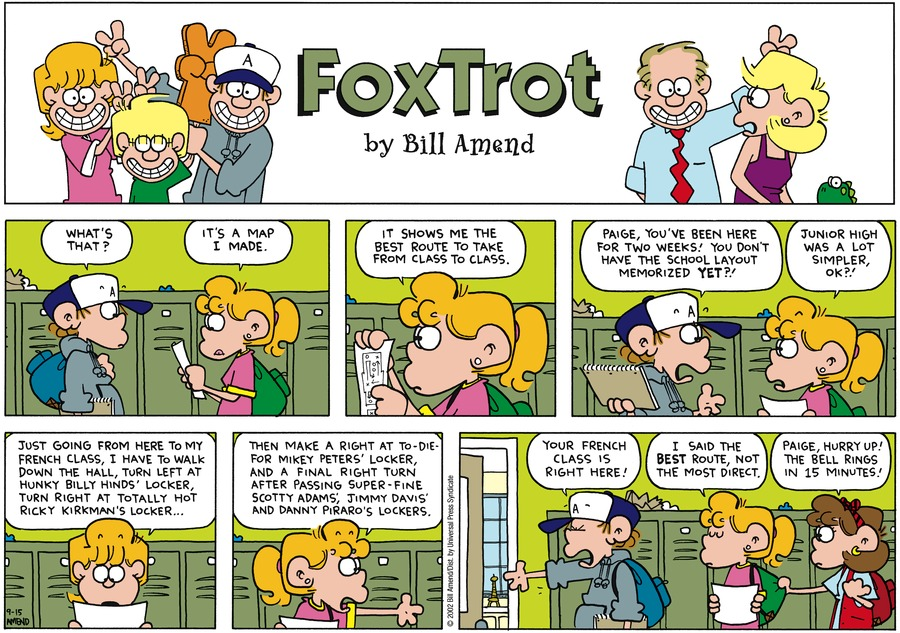 A
FOXTROT
by Bill Amend
WHAT'S
THAT?
IT'S A MAP
I MADE.
A
IT SHOWS ME THE
BEST ROUTE TO TAKE
FROM CLASS TO CLASS.
PAIGE, YOU'VE BEEN HERE
FOR TWO WEEKS! YOU DON'T
HAVE THE SCHOOL LAYOUT
MEMORIZED YET?!
JUNIOR HIGH
WAS A LOT
SIMPLER,
OK?!
A
JUST GOING FROM HERE TO MY
FRENCH CLASS, I HAVE TO WALK
DOWN THE HALL, TURN LEFT AT
HUNKY BILLY HINDS' LOCKER,
TURN RIGHT AT TOTALLY HOT
RICKY KIRKMAN'S LOCKER...
9-15
AMEND
THEN MAKE A RIGHT AT TO-DIE-
FOR MIKEY PETERS' LOCKER,
AND A FINAL RIGHT TURN
AFTER PASSING SUPER-FINE
SCOTTY ADAMS', JIMMY DAVIS'
AND DANNY PIRARO'S LOCKERS.
© 2002 Bill Amend/Dist. by Universal Press Syndicate
YOUR FRENCH
CLASS IS
RIGHT HERE!
I SAID THE
BEST ROUTE, NOT
THE MOST DIRECT.
PAIGE, HURRY UP!
THE BELL RINGS
IN 15 MINUTES!
A